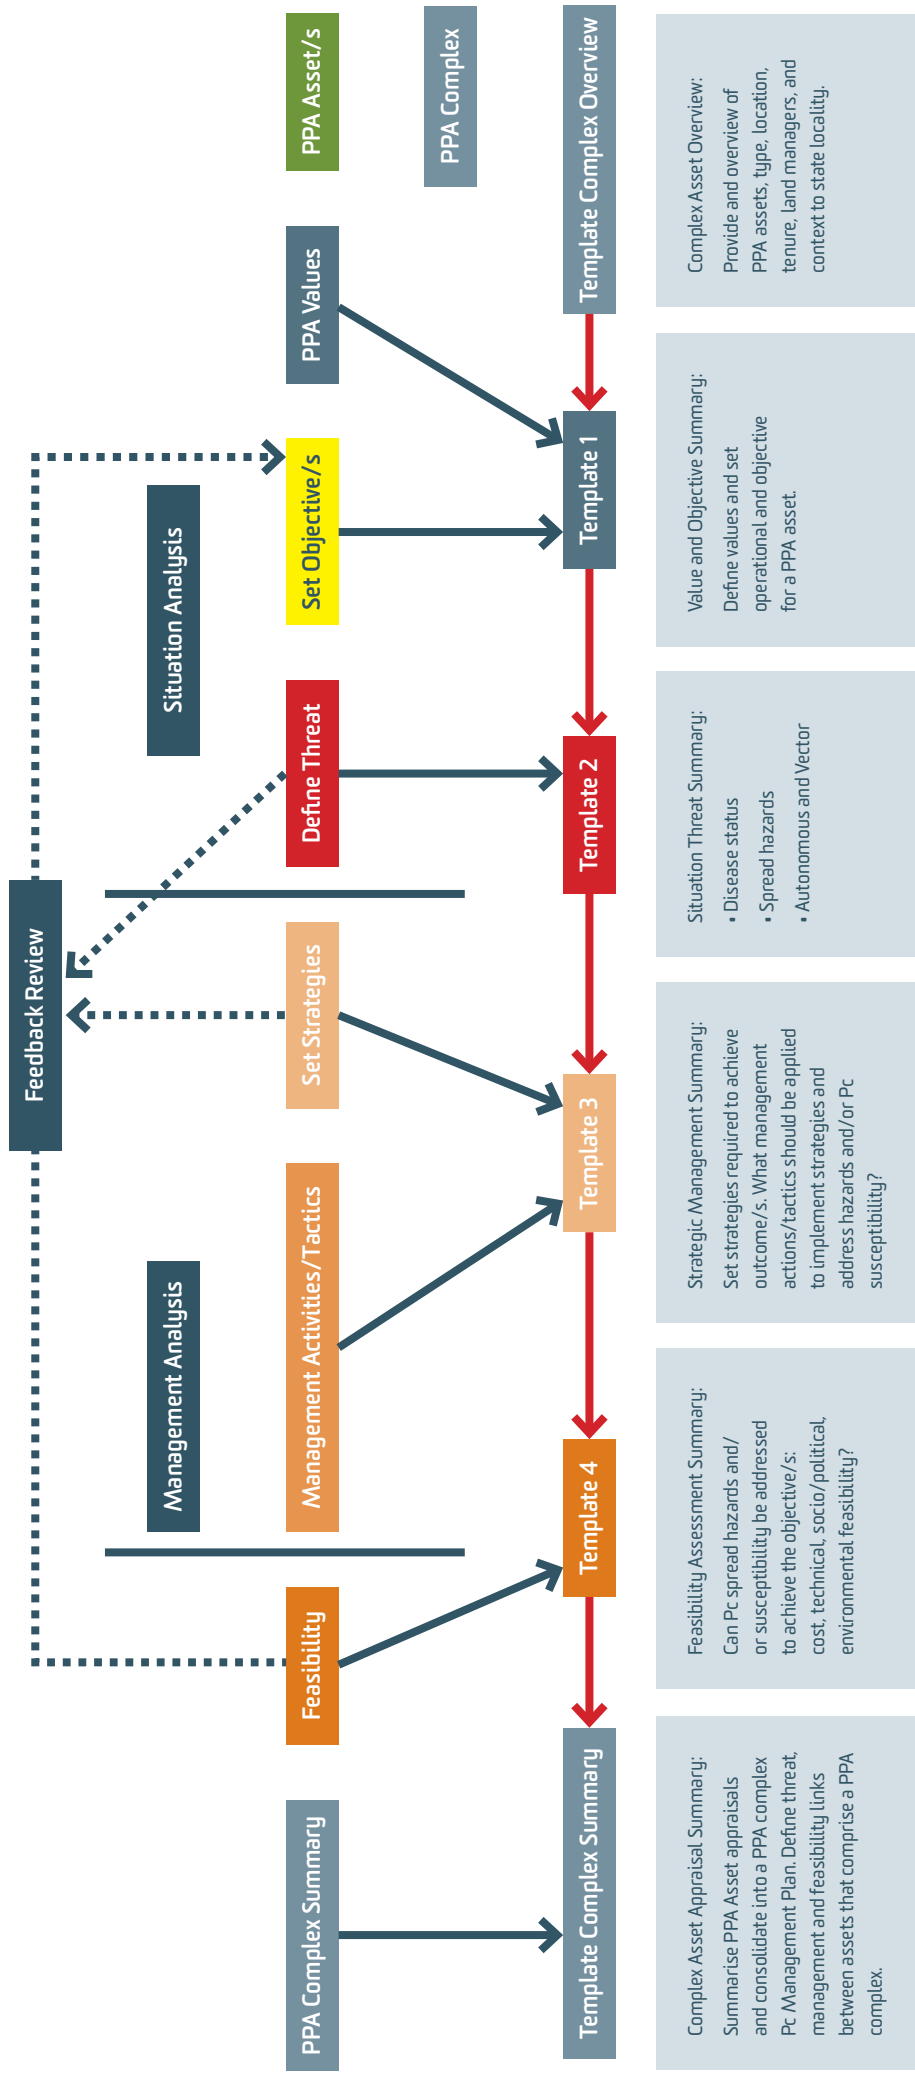 Feedback Review
Management Analysis
Situation Analysis
PPA Complex Summary
Feasibility
Management Activities/Tactics
Set Strategies
Define Threat
Set Objective/s
PPA Values
PPA Asset/s
PPA Complex
Template Complex Summary
Template 4
Template 3
Template 2
Template 1
Template Complex Overview
Complex Asset Appraisal Summary:
Summarise PPA Asset appraisals
and consolidate into a PPA complex
Pc Management Plan. Define threat,
management and feasibility links
between assets that comprise a PPA
complex.
Feasibility Assessment Summary:
Can Pc spread hazards and/
or susceptibility be addressed
to achieve the objective/s:
cost, technical, socio/political,
environmental feasibility?
Strategic Management Summary:
Set strategies required to achieve
outcome/s. What management
actions/tactics should be applied
to implement strategies and
address hazards and/or Pc
susceptibility?
Situation Threat Summary:
• Disease status
• Spread hazards
• Autonomous and Vector
Value and Objective Summary:
Define values and set
operational and objective
for a PPA asset.
Complex Asset Overview:
Provide and overview of
PPA assets, type, location,
tenure, land managers, and
context to state locality.